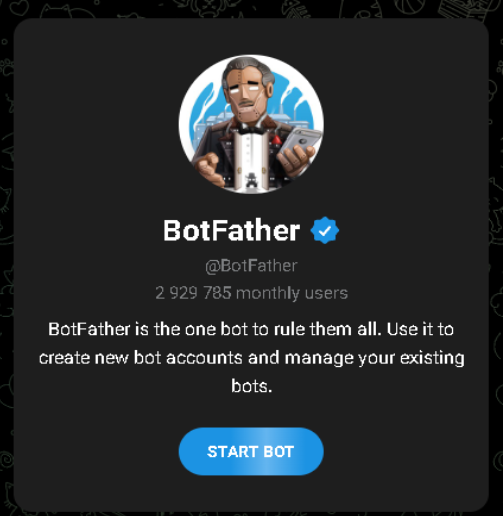 BotFather
@BotFather
2 929 785 monthly users
BotFather is the one bot to rule them all. Use it to
create new bot accounts and manage your existing
bots.
START BOT